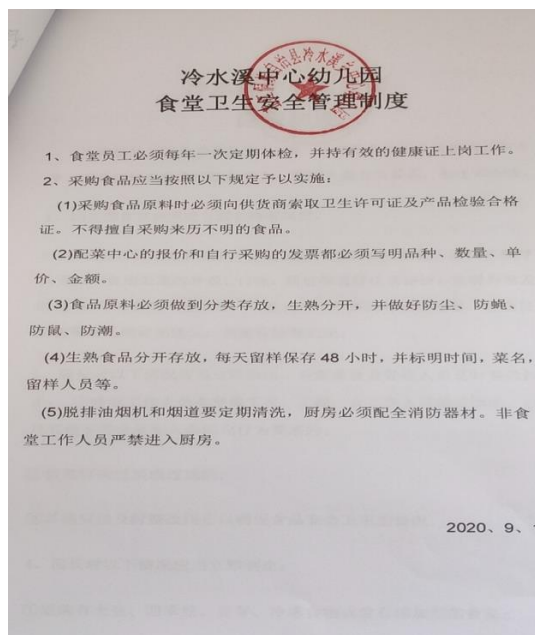 冷水溪中心幼儿园
食堂卫生安全管理制度
1、食堂员工必须每年一次定期体检，并持有效的健康证上岗工作。
2、采购食品应当按照以下规定予以实施：
(1)采购食品原料时必须向供货商索取卫生许可证及产品检验合格
证。不得擅自采购来历不明的食品。
(2)配菜中心的报价和自行采购的发票都必须写明品种、数量、单
价、金额。
(3)食品原料必须做到分类存放，生熟分开，并做好防尘、防蝇、
防鼠、防潮。
(4)生熟食品分开存放，每天留样保存 48 小时，并标明时间，菜名，
留样人员等。
(5)脱排油烟机和烟道要定期清洗，厨房必须配全消防器材。非食
堂工作人员严禁进入厨房。
2020、9、